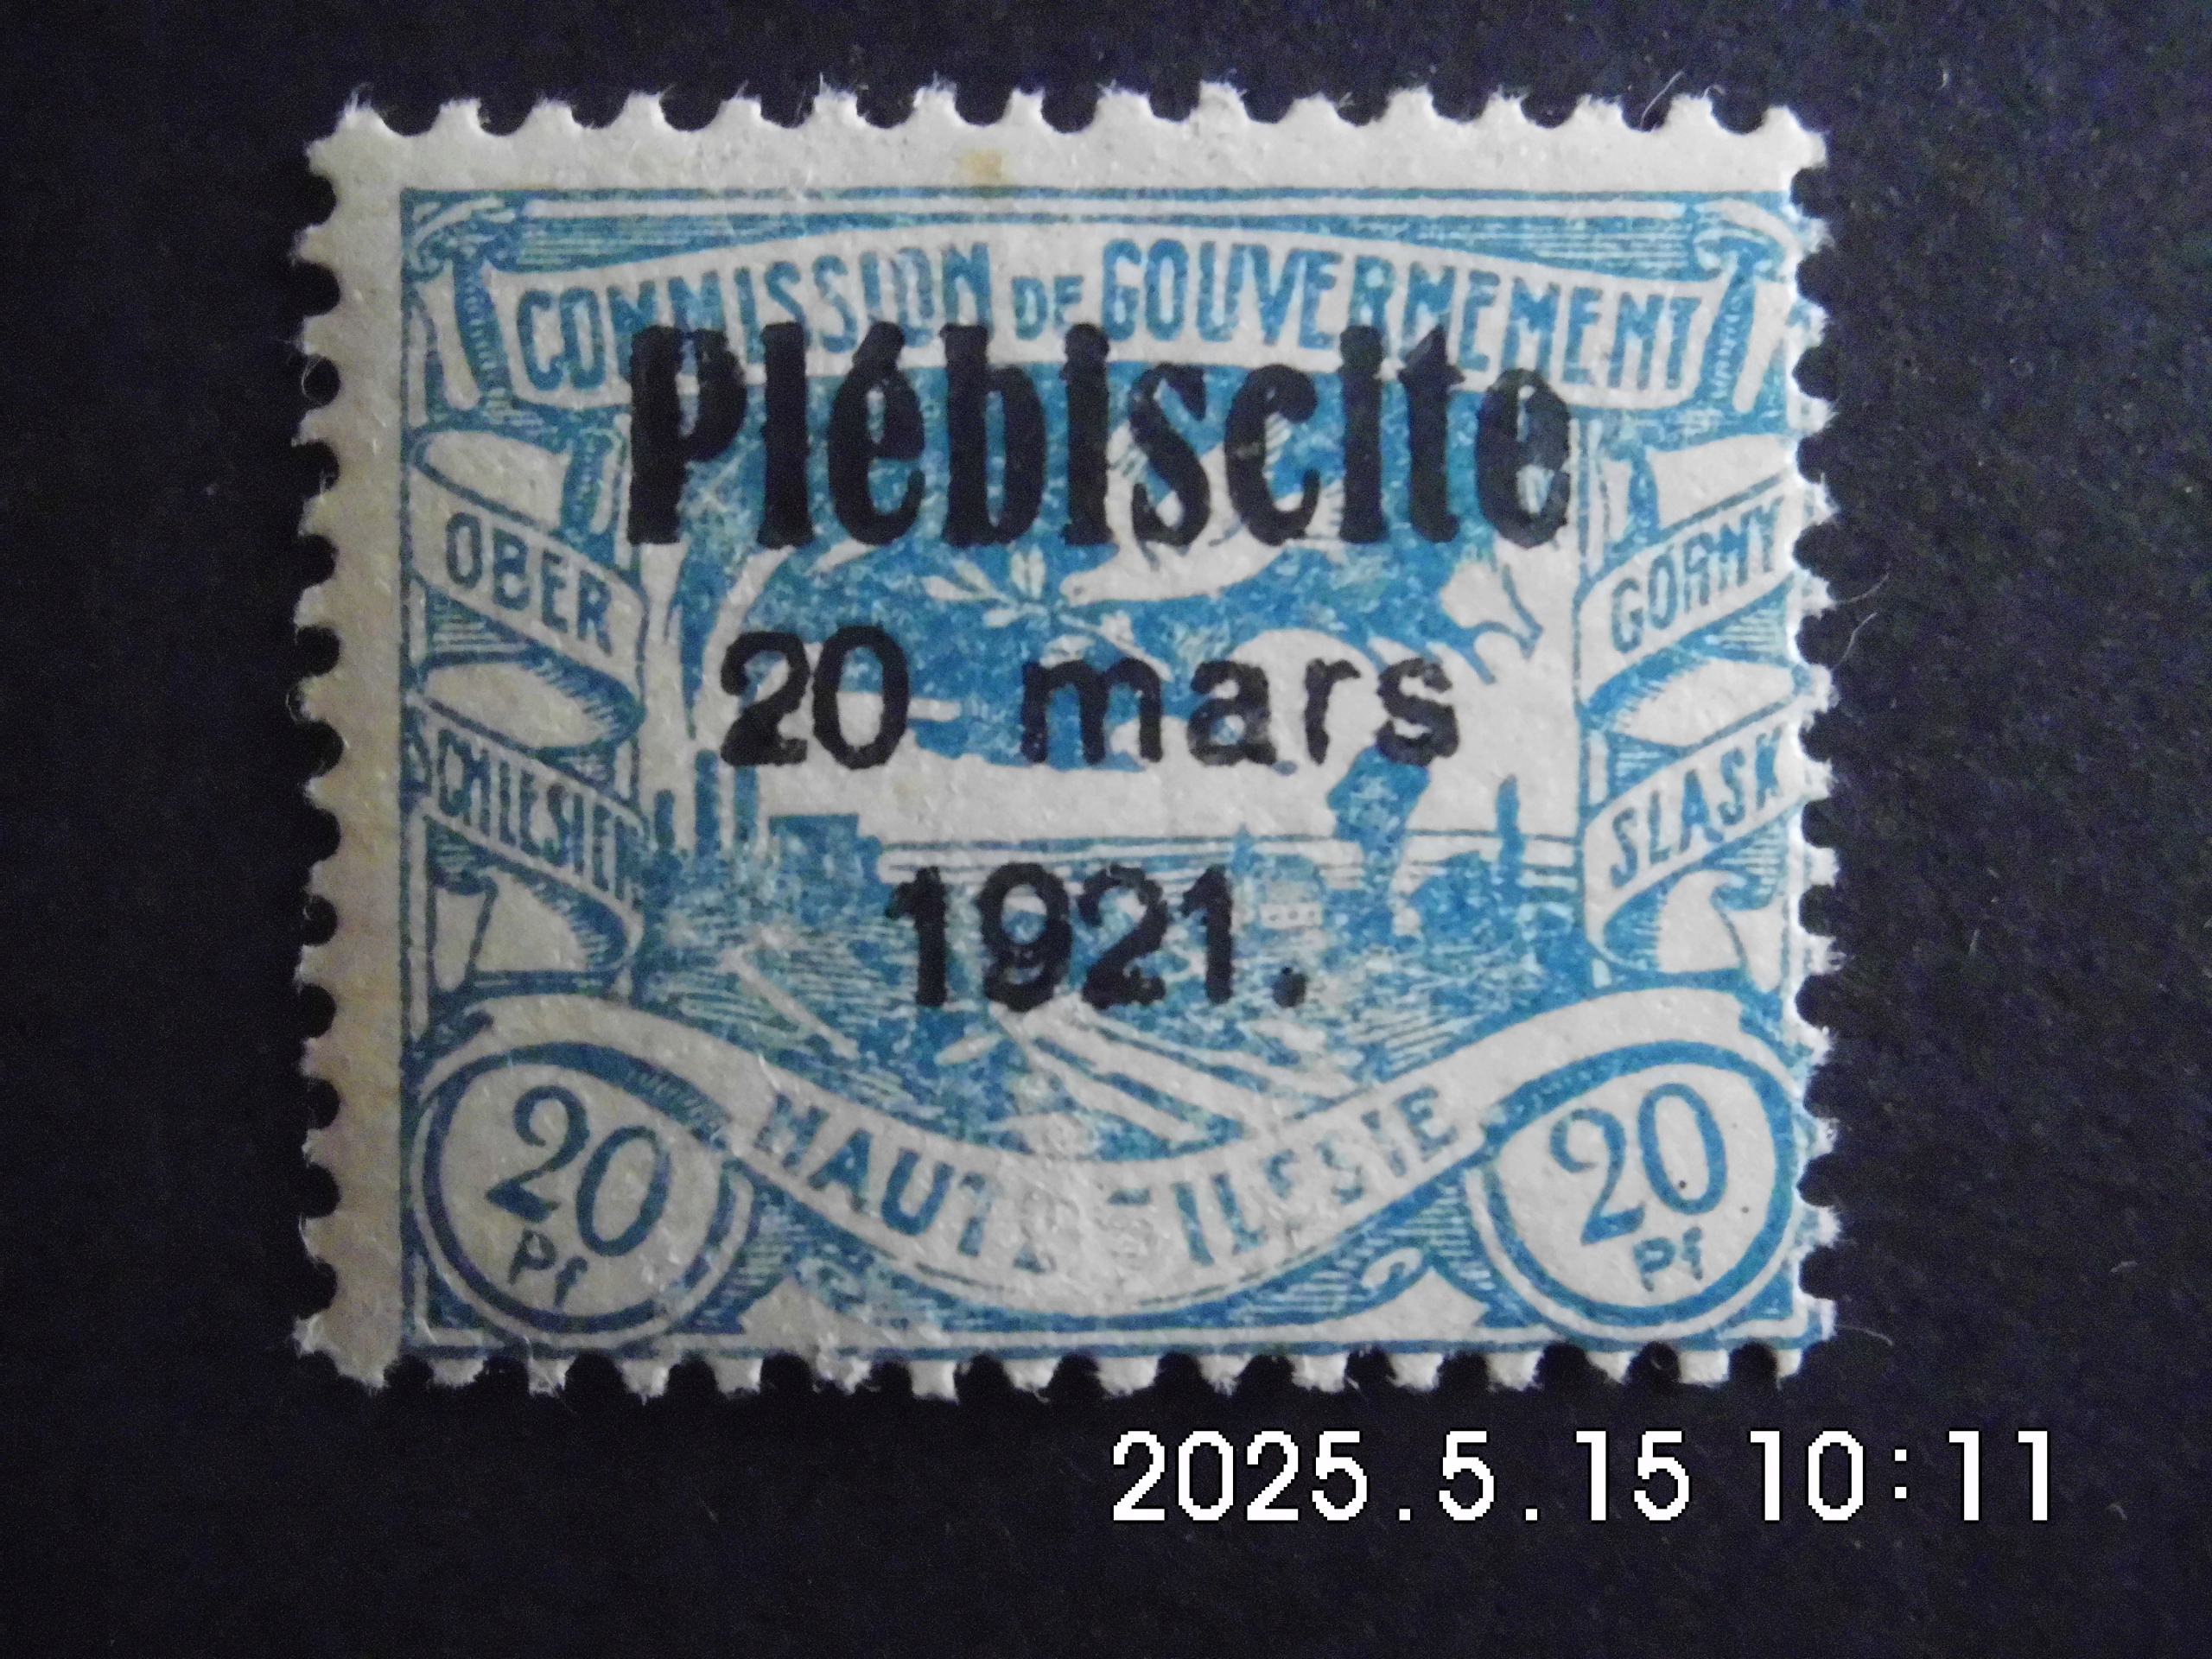 COMMISSION DE GOUVERNEMENT
Plébiscite
OBER
GORNY
20 mars
SCHLESIEN
SLASK
1921.
HAUTE SILESIE
20
Pf
20
Pf
2025.5.15 10:11